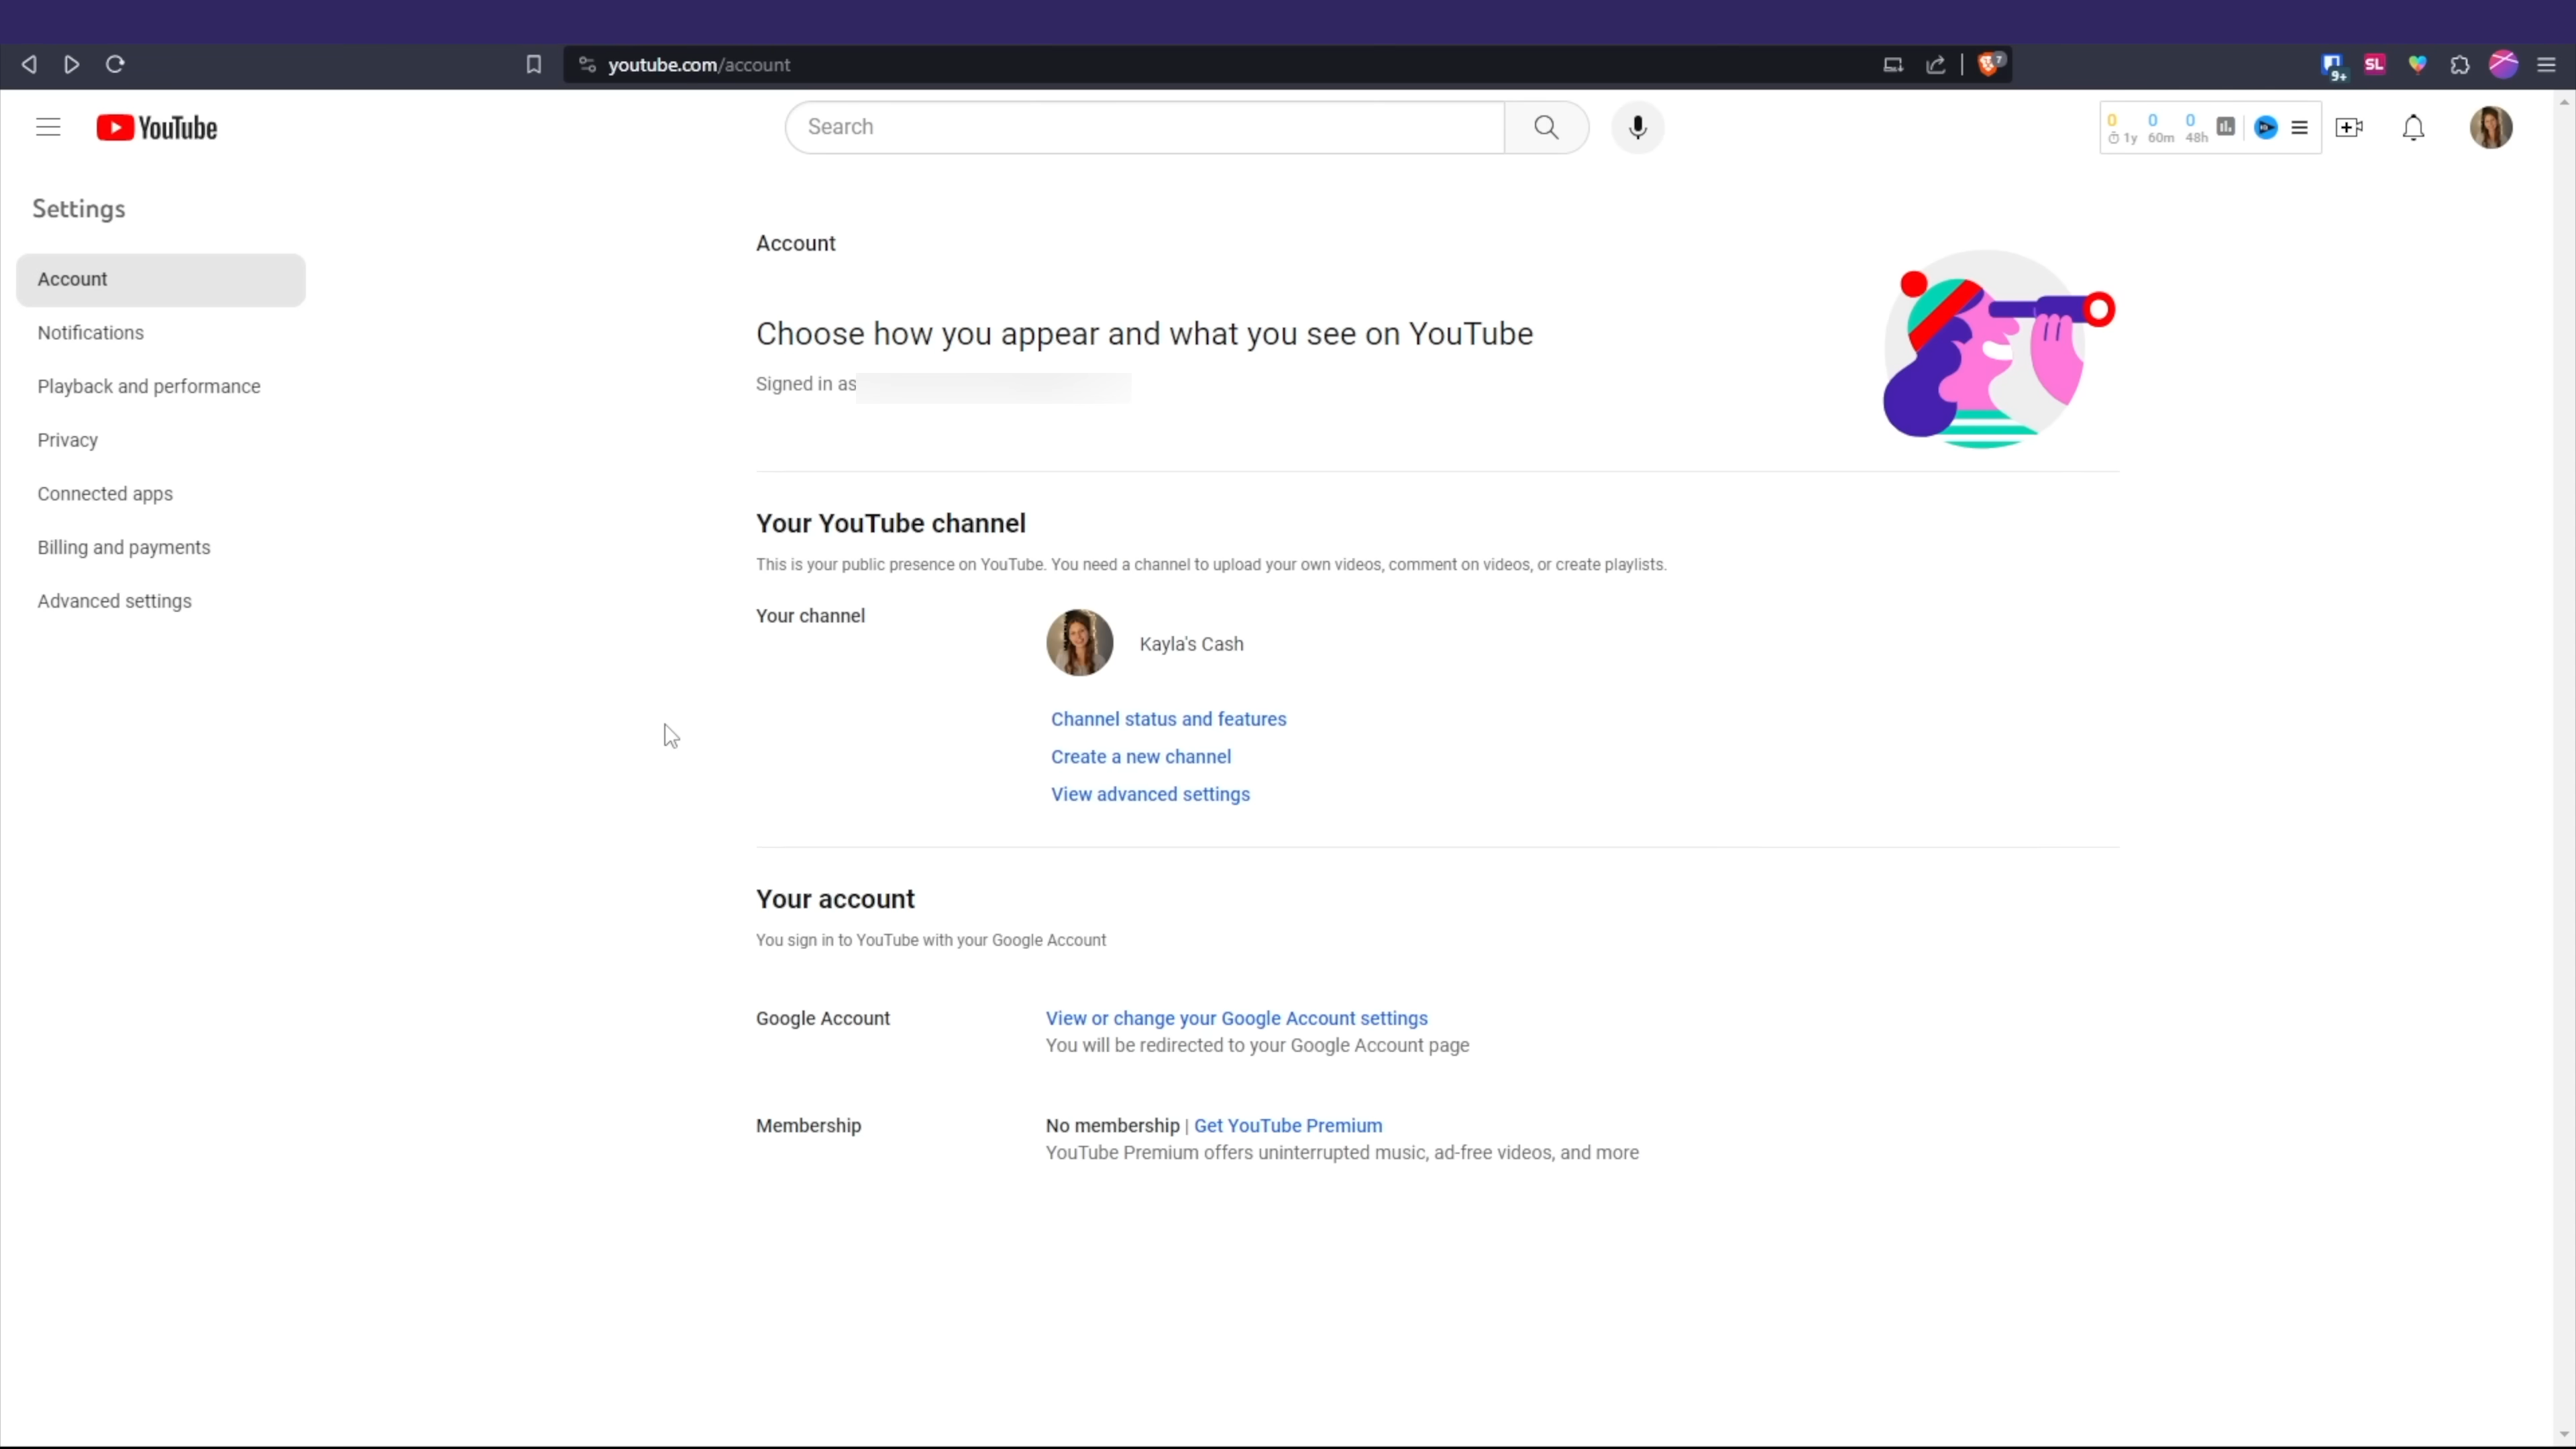 youtube.com/account
7
9+
SL
YouTube
Search
0 0 0
1y 60m 48h
Settings
Account
Notifications
Playback and performance
Privacy
Connected apps
Billing and payments
Advanced settings
Account
Choose how you appear and what you see on YouTube
Signed in as
Your YouTube channel
This is your public presence on YouTube. You need a channel to upload your own videos, comment on videos, or create playlists.
Your channel
Kayla's Cash
Channel status and features
Create a new channel
View advanced settings
Your account
You sign in to YouTube with your Google Account
Google Account
View or change your Google Account settings
You will be redirected to your Google Account page
Membership
No membership | Get YouTube Premium
YouTube Premium offers uninterrupted music, ad-free videos, and more